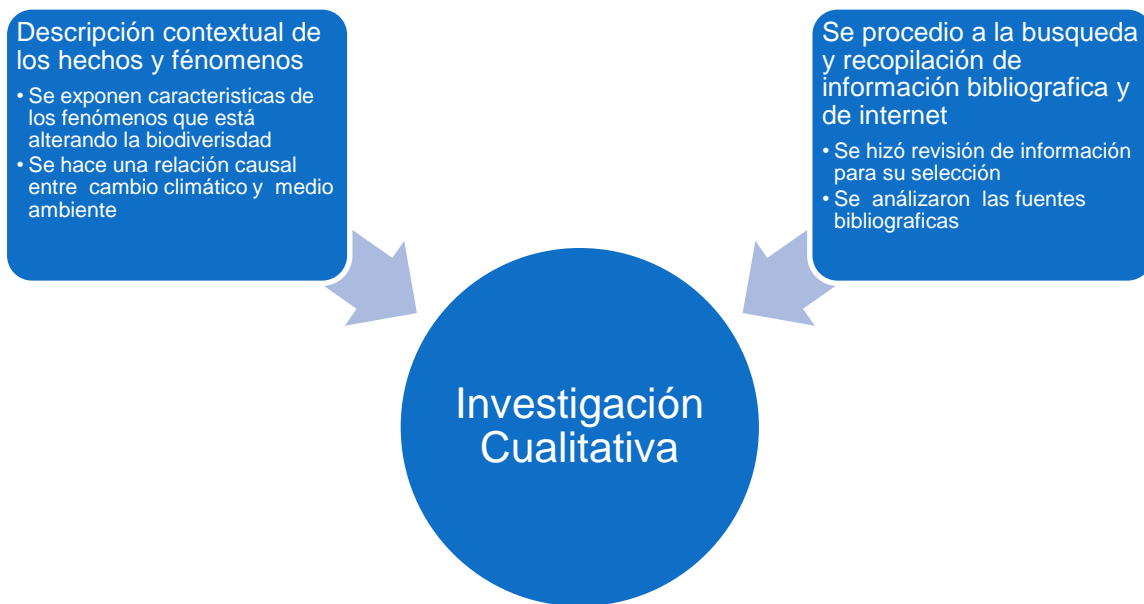 Descripción contextual de
los hechos y fénomenos
• Se exponen caracteristicas de
los fenómenos que está
alterando la biodiverisdad
• Se hace una relación causal
entre cambio climático y medio
ambiente
Se procedio a la busqueda
y recopilación de
información bibliografica y
de internet
• Se hizó revisión de información
para su selección
• Se análizaron las fuentes
bibliograficas
Investigación
Cualitativa